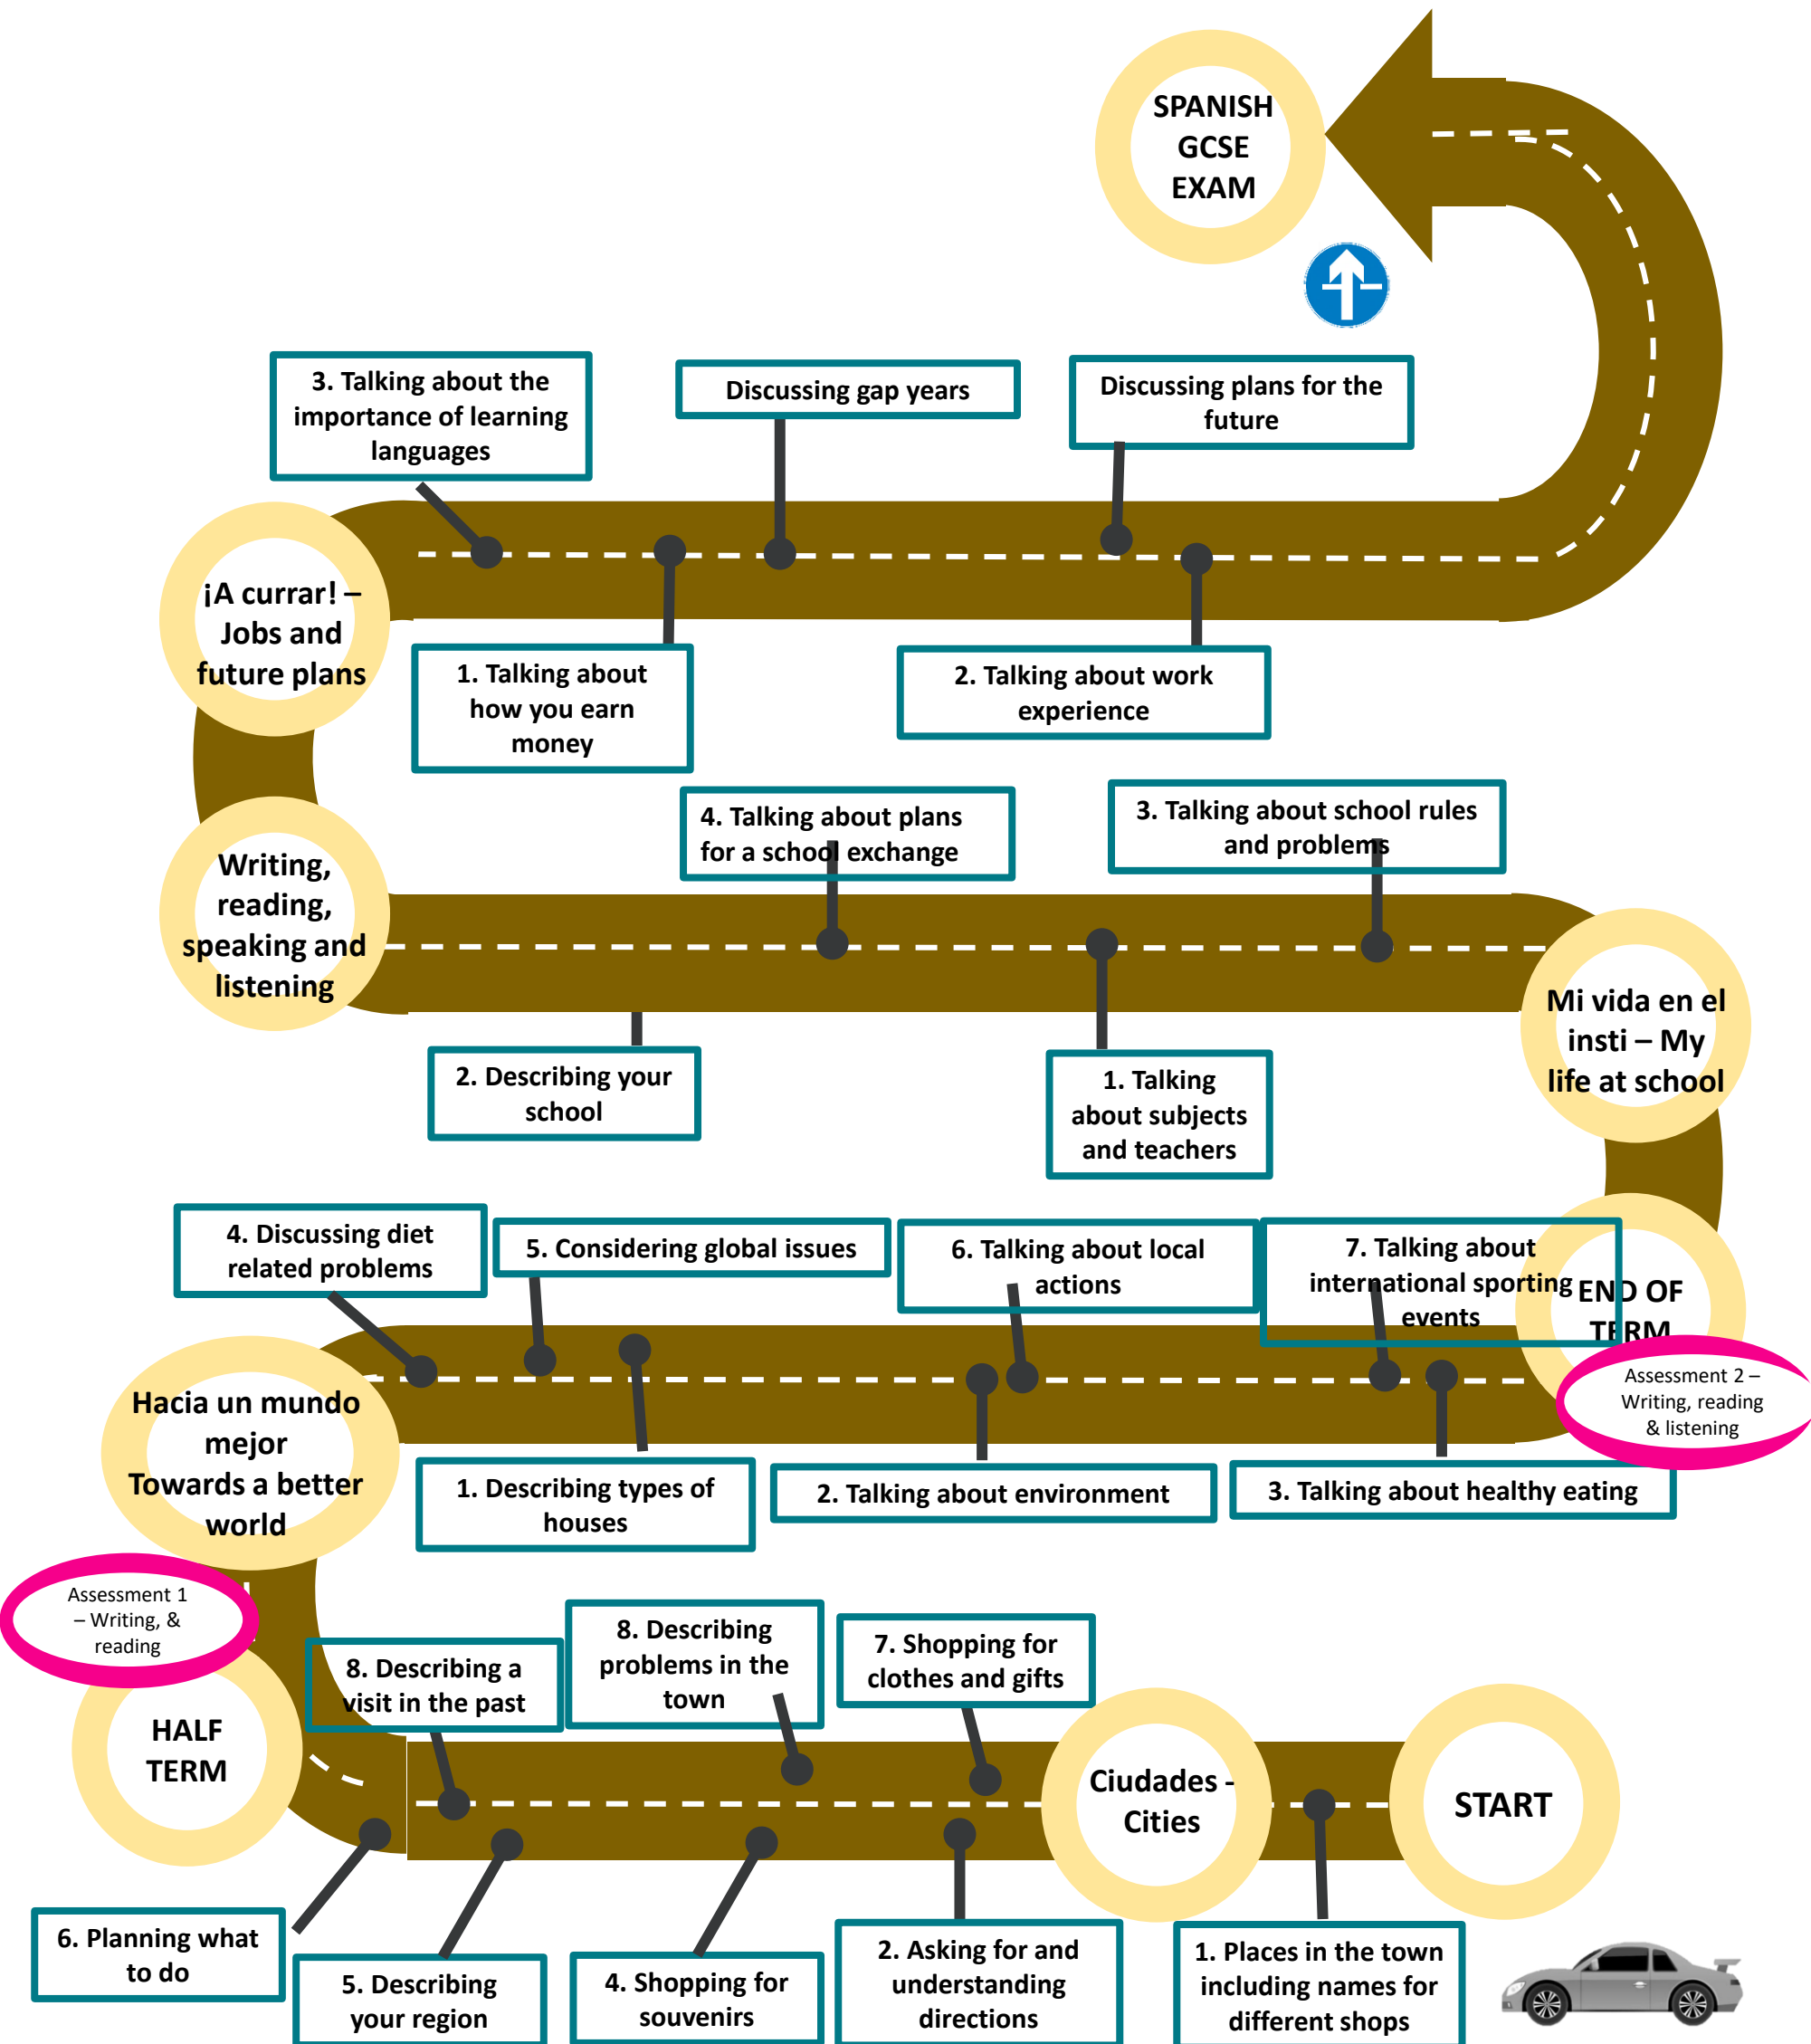 SPANISH
GCSE
EXAM
3. Talking about the
importance of learning
languages
Discussing gap years
Discussing plans for the
future
¡A currar! –
Jobs and
future plans
1. Talking about
how you earn
money
2. Talking about work
experience
4. Talking about plans
for a school exchange
3. Talking about school rules
and problems
Writing,
reading,
speaking and
listening
Mi vida en el
insti – My
life at school
2. Describing your
school
1. Talking
about subjects
and teachers
4. Discussing diet
related problems
5. Considering global issues
6. Talking about local
actions
7. Talking about
international sporting
events
END OF
TERM
Assessment 2 –
Writing, reading
& listening
Hacia un mundo
mejor
Towards a better
world
1. Describing types of
houses
2. Talking about environment
3. Talking about healthy eating
Assessment 1
– Writing, &
reading
HALF
TERM
8. Describing a
visit in the past
8. Describing
problems in the
town
7. Shopping for
clothes and gifts
Ciudades -
Cities
START
6. Planning what
to do
5. Describing
your region
4. Shopping for
souvenirs
2. Asking for and
understanding
directions
1. Places in the town
including names for
different shops